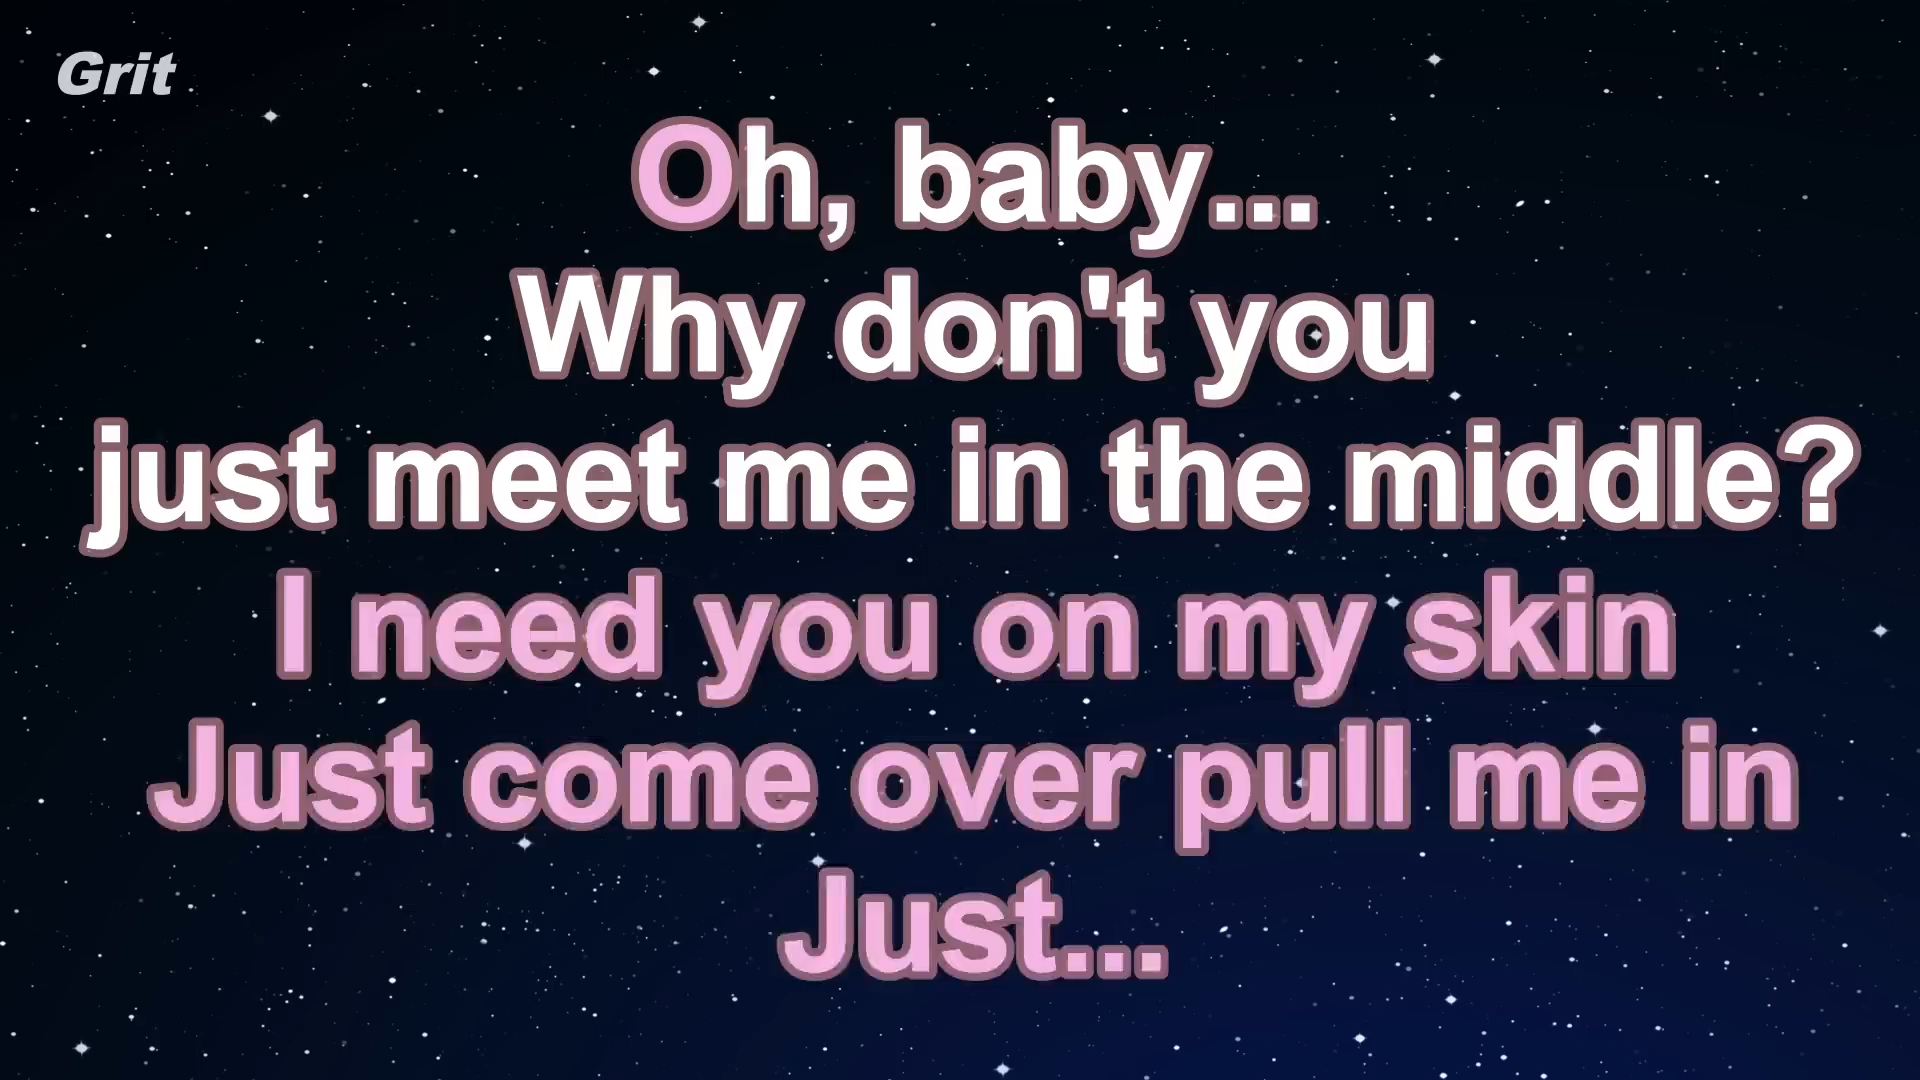 Grit
Oh, baby...
Why don't you
just meet me in the middle?
I need you on my skin
Just come over pull me in
Just...